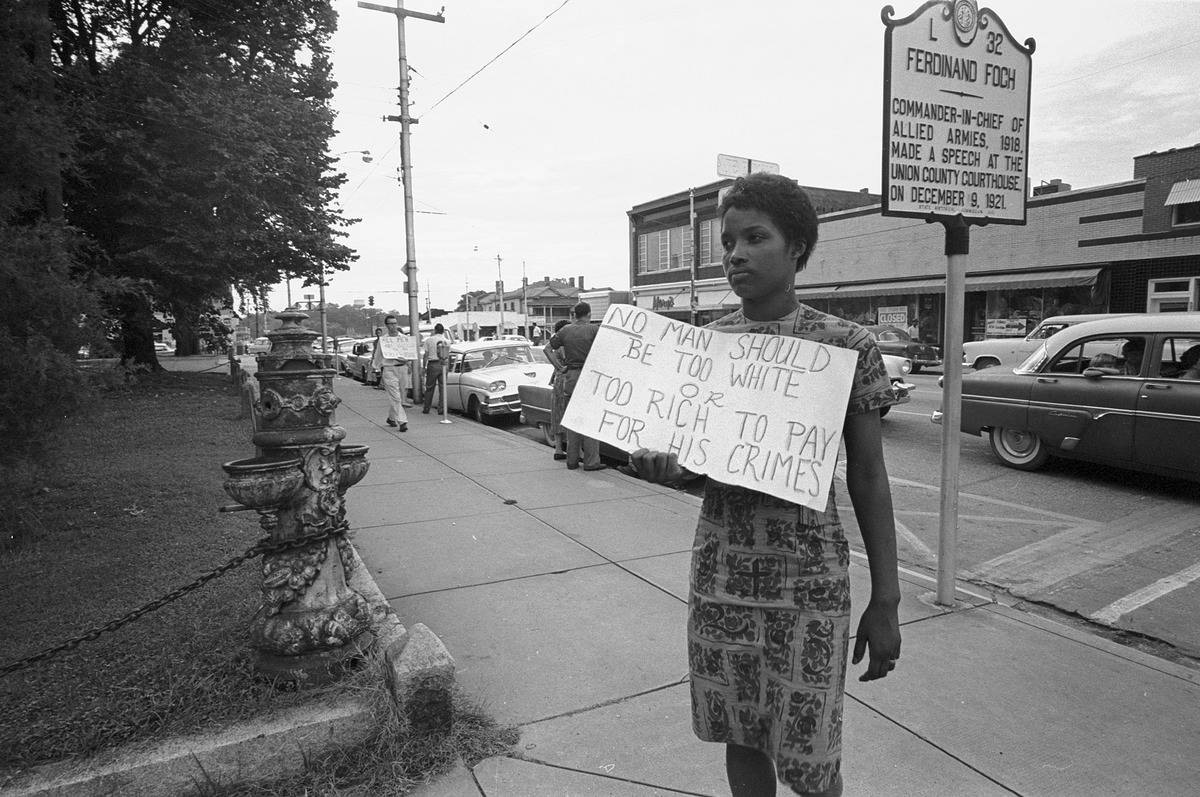 L 32
FERDINAND FOCH
COMMANDER-IN-CHIEF OF
ALLIED ARMIES, 1918,
MADE A SPEECH AT THE
UNION COUNTY COURTHOUSE,
ON DECEMBER 9, 1921.
NO MAN SHOULD
BE TOO WHITE
OR
TOO RICH TO PAY
FOR HIS CRIMES
CLOSED